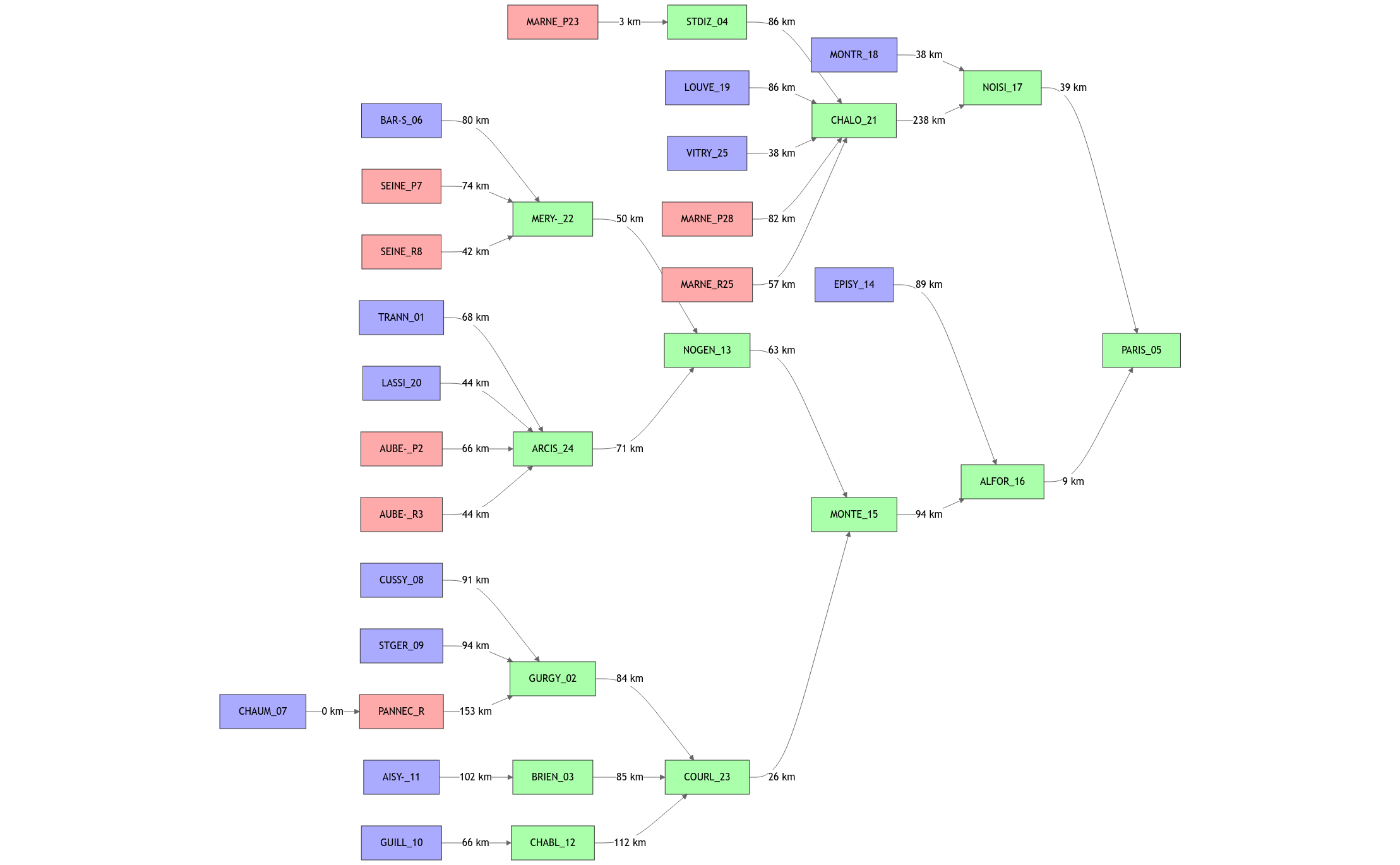 MARNE_P23
3 km
STDIZ_04
86 km
MONTR_18
38 km
LOUVE_19
86 km
NOISI_17
39 km
BAR-S_06
80 km
CHALO_21
238 km
VITRY_25
38 km
SEINE_P7
74 km
MERY-_22
50 km
MARNE_P28
82 km
SEINE_R8
42 km
MARNE_R25
57 km
EPISY_14
89 km
TRANN_01
68 km
NOGEN_13
63 km
PARIS_05
LASSI_20
44 km
AUBE-_P2
66 km
ARCIS_24
71 km
ALFOR_16
9 km
AUBE-_R3
44 km
MONTE_15
94 km
CUSSY_08
91 km
STGER_09
94 km
GURGY_02
84 km
CHAUM_07
0 km
PANNEC_R
153 km
AISY-_11
102 km
BRIEN_03
85 km
COURL_23
26 km
GUILL_10
66 km
CHABL_12
112 km